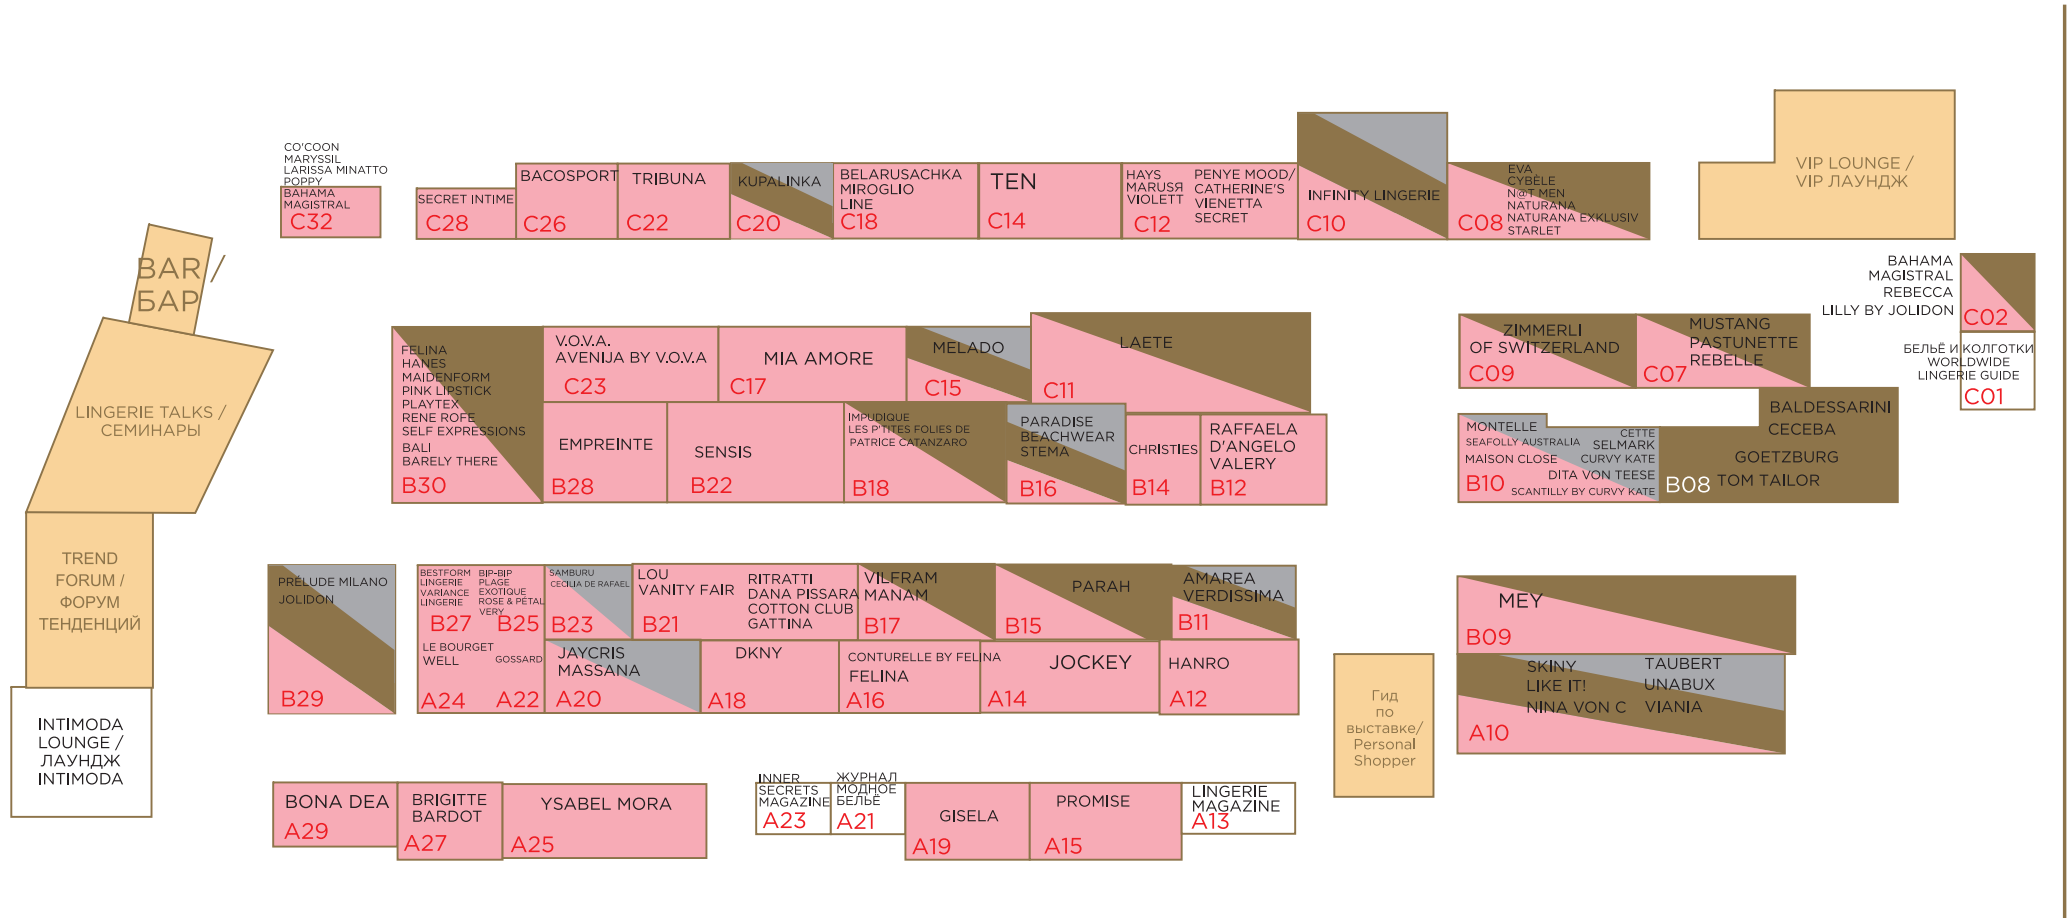 CO'COON
MARYSSIL
LARISSA MINATTO
POPPY
BAHAMA
MAGISTRAL
C32
SECRET INTIME
C28
BACOSPORT
C26
TRIBUNA
C22
KUPALINKA
C20
BELARUSACHKA
MIROGLIO
LINE
C18
TEN
C14
HAYS
MARUSЯ
VIOLETT
C12
PENYE MOOD/
CATHERINE'S
VIENETTA
SECRET
INFINITY LINGERIE
C10
EVA
CYBÈLE
N@T MEN
NATURANA
NATURANA EXKLUSIV
STARLET
C08
VIP LOUNGE /
VIP ЛАУНДЖ
BAR /
БАР
BAHAMA
MAGISTRAL
REBECCA
LILLY BY JOLIDON
C02
БЕЛЬЁ И КОЛГОТКИ
WORLDWIDE
LINGERIE GUIDE
C01
LINGERIE TALKS /
СЕМИНАРЫ
FELINA
HANES
MAIDENFORM
PINK LIPSTICK
PLAYTEX
RENE ROFE
SELF EXPRESSIONS
BALI
BARELY THERE
B30
V.O.V.A.
AVENIJA BY V.O.V.A
C23
MIA AMORE
C17
MELADO
C15
LAETE
C11
ZIMMERLI
OF SWITZERLAND
C09
MUSTANG
PASTUNETTE
REBELLE
C07
EMPREINTE
B28
SENSIS
B22
IMPUDIQUE
LES P'TITES FOLIES DE
PATRICE CATANZARO
B18
PARADISE
BEACHWEAR
STEMA
B16
CHRISTIES
B14
RAFFAELA
D'ANGELO
VALERY
B12
MONTELLE
SEAFOLLY AUSTRALIA
MAISON CLOSE
B10
CETTE
SELMARK
CURVY KATE
DITA VON TEESE
SCANTILLY BY CURVY KATE
BALDESSARINI
CECEBA
GOETZBURG
TOM TAILOR
B08
TREND
FORUM /
ФОРУМ
ТЕНДЕНЦИЙ
PRÉLUDE MILANO
JOLIDON
B29
BESTFORM
LINGERIE
VARIANCE
LINGERIE
B27
BIP-BIP
PLAGE
EXOTIQUE
ROSE & PÉTAL
VERY
B25
SAMBURU
CECILIA DE RAFAEL
B23
LOU
VANITY FAIR
B21
RITRATTI
DANA PISSARA
COTTON CLUB
GATTINA
VILFRAM
MANAM
B17
PARAH
B15
AMAREA
VERDISSIMA
B11
MEY
B09
LE BOURGET
WELL
A24
GOSSARD
A22
JAYCRIS
MASSANA
A20
DKNY
A18
CONTURELLE BY FELINA
FELINA
A16
JOCKEY
A14
HANRO
A12
Гид
по
выставке/
Personal
Shopper
SKINY
LIKE IT!
NINA VON C
TAUBERT
UNABUX
VIANIA
A10
INTIMODA
LOUNGE /
ЛАУНДЖ
INTIMODA
BONA DEA
A29
BRIGITTE
BARDOT
A27
YSABEL MORA
A25
INNER
SECRETS
MAGAZINE
A23
ЖУРНАЛ
МОДНОЕ
БЕЛЬЁ
A21
GISELA
A19
PROMISE
A15
LINGERIE
MAGAZINE
A13